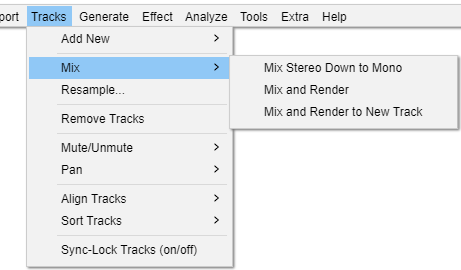 port Tracks Generate Effect Analyze Tools Extra Help
Add New
Mix
Mix Stereo Down to Mono
Resample...
Mix and Render
Mix and Render to New Track
Remove Tracks
Mute/Unmute
Pan
Align Tracks
Sort Tracks
Sync-Lock Tracks (on/off)